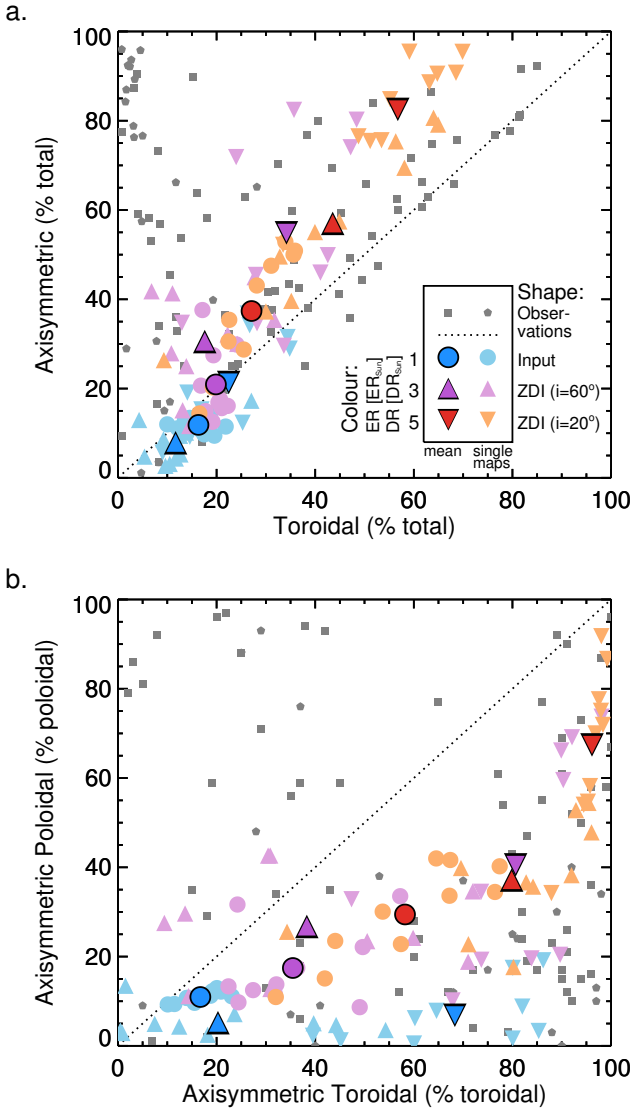 a.
100
80
60
40
20
0
Axisymmetric (% total)
0 20 40 60 80 100
Toroidal (% total)
Shape:
Obser-
vations
Colour:
ER [ER_Sun]
DR [DR_Sun]
1 Input
3 ZDI (i=60°)
5 ZDI (i=20°)
mean single
maps
b.
100
80
60
40
20
0
Axisymmetric Poloidal (% poloidal)
0 20 40 60 80 100
Axisymmetric Toroidal (% toroidal)